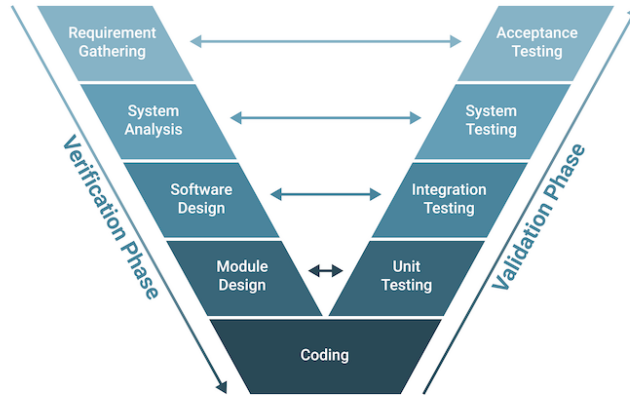 Requirement
Gathering
Acceptance
Testing
System
Analysis
System
Testing
Software
Design
Integration
Testing
Module
Design
Unit
Testing
Coding
Verification Phase
Validation Phase